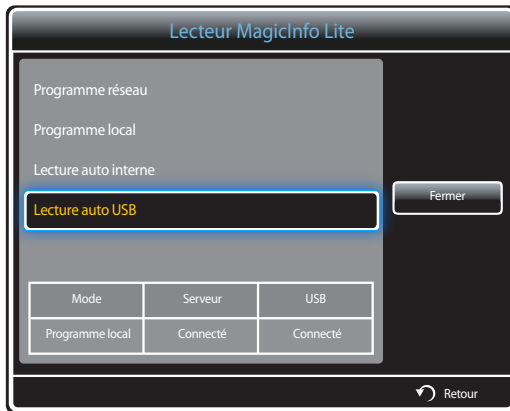 Lecteur MagicInfo Lite
Programme réseau
Programme local
Lecture auto interne
Lecture auto USB
Fermer
Mode Serveur USB
Programme local Connecté Connecté
Retour